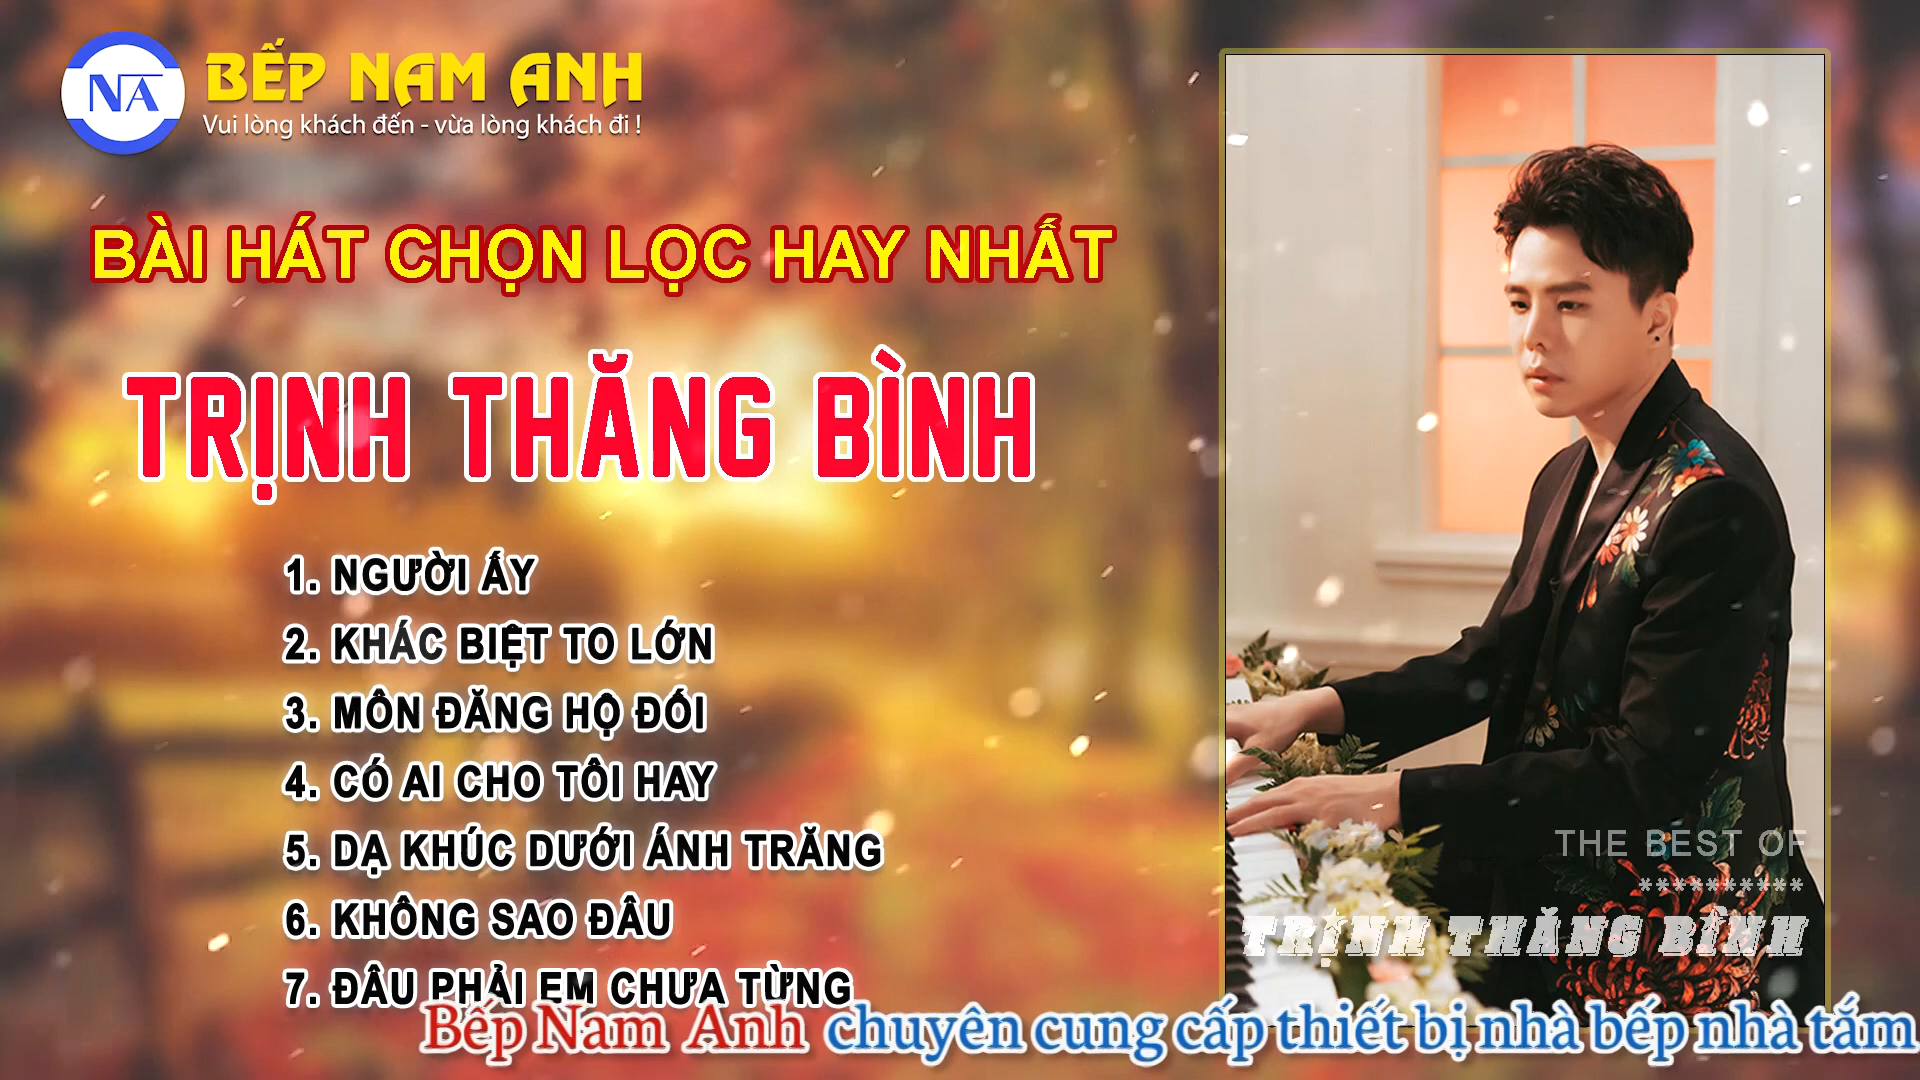 NA
BẾP NAM ANH
Vui lòng khách đến - vừa lòng khách đi !
BÀI HÁT CHỌN LỌC HAY NHẤT
TRỊNH THĂNG BÌNH
1. NGƯỜI ẤY
2. KHÁC BIỆT TO LỚN
3. MÔN ĐĂNG HỘ ĐỐI
4. CÓ AI CHO TÔI HAY
5. DẠ KHÚC DƯỚI ÁNH TRĂNG
6. KHÔNG SAO ĐÂU
7. ĐÂU PHẢI EM CHƯA TỪNG
THE BEST OF
**********
TRỊNH THĂNG BÌNH
Bếp Nam Anh chuyên cung cấp thiết bị nhà bếp nhà tắm